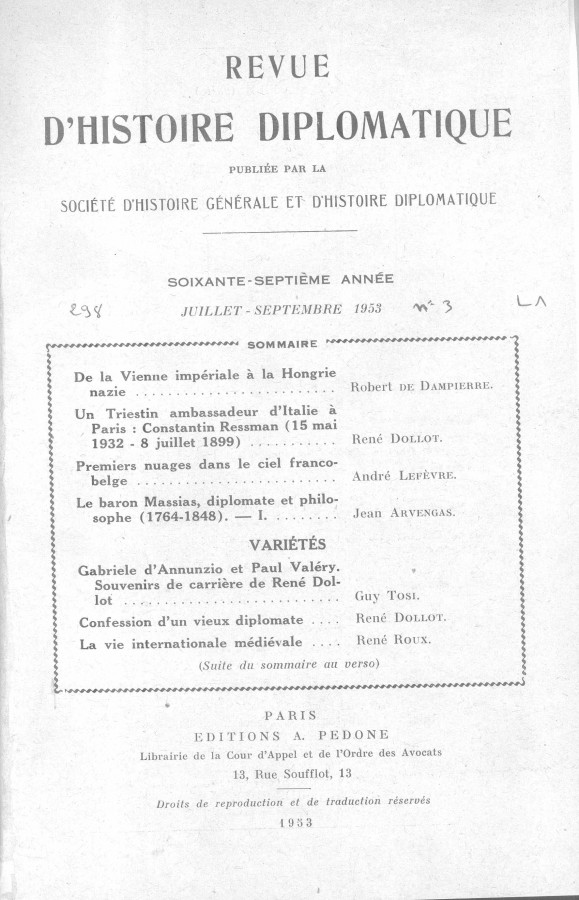 REVUE
D'HISTOIRE DIPLOMATIQUE
PUBLIÉE PAR LA
SOCIÉTÉ D'HISTOIRE GÉNÉRALE ET D'HISTOIRE DIPLOMATIQUE
SOIXANTE-SEPTIÈME ANNÉE
298 JUILLET - SEPTEMBRE 1953 n° 3 L1
SOMMAIRE
De la Vienne impériale à la Hongrie
nazie ........................ Robert DE DAMPIERRE.
Un Triestin ambassadeur d'Italie à
Paris : Constantin Ressman (15 mai
1932 - 8 juillet 1899) ........... René DOLLOT.
Premiers nuages dans le ciel franco-
belge ........................ André LEFÈVRE.
Le baron Massias, diplomate et philo-
sophe (1764-1848). — I. ........ Jean ARVENGAS.
VARIÉTÉS
Gabriele d'Annunzio et Paul Valéry.
Souvenirs de carrière de René Dol-
lot .......................... Guy TOSI.
Confession d'un vieux diplomate .... René DOLLOT.
La vie internationale médiévale .... René ROUX.
(Suite du sommaire au verso)
PARIS
EDITIONS A. PEDONE
Librairie de la Cour d'Appel et de l'Ordre des Avocats
13, Rue Soufflot, 13
Droits de reproduction et de traduction réservés
1953